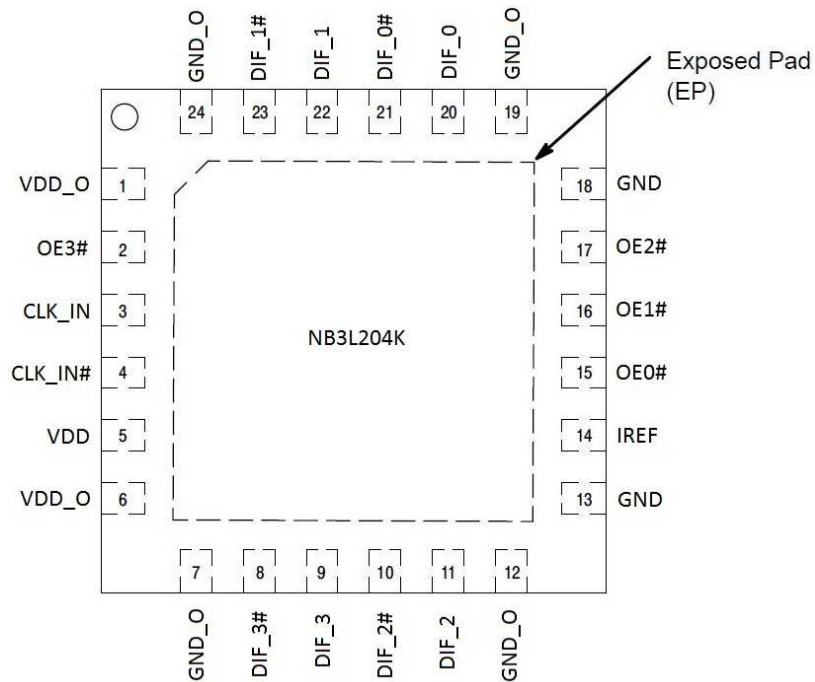 GND_O
DIF_1#
DIF_1
DIF_0#
DIF_0
GND_O
Exposed Pad
(EP)
24
23
22
21
20
19
VDD_O
1
18
GND
OE3#
2
17
OE2#
CLK_IN
3
16
OE1#
NB3L204K
CLK_IN#
4
15
OE0#
VDD
5
14
IREF
VDD_O
6
13
GND
7
8
9
10
11
12
GND_O
DIF_3#
DIF_3
DIF_2#
DIF_2
GND_O